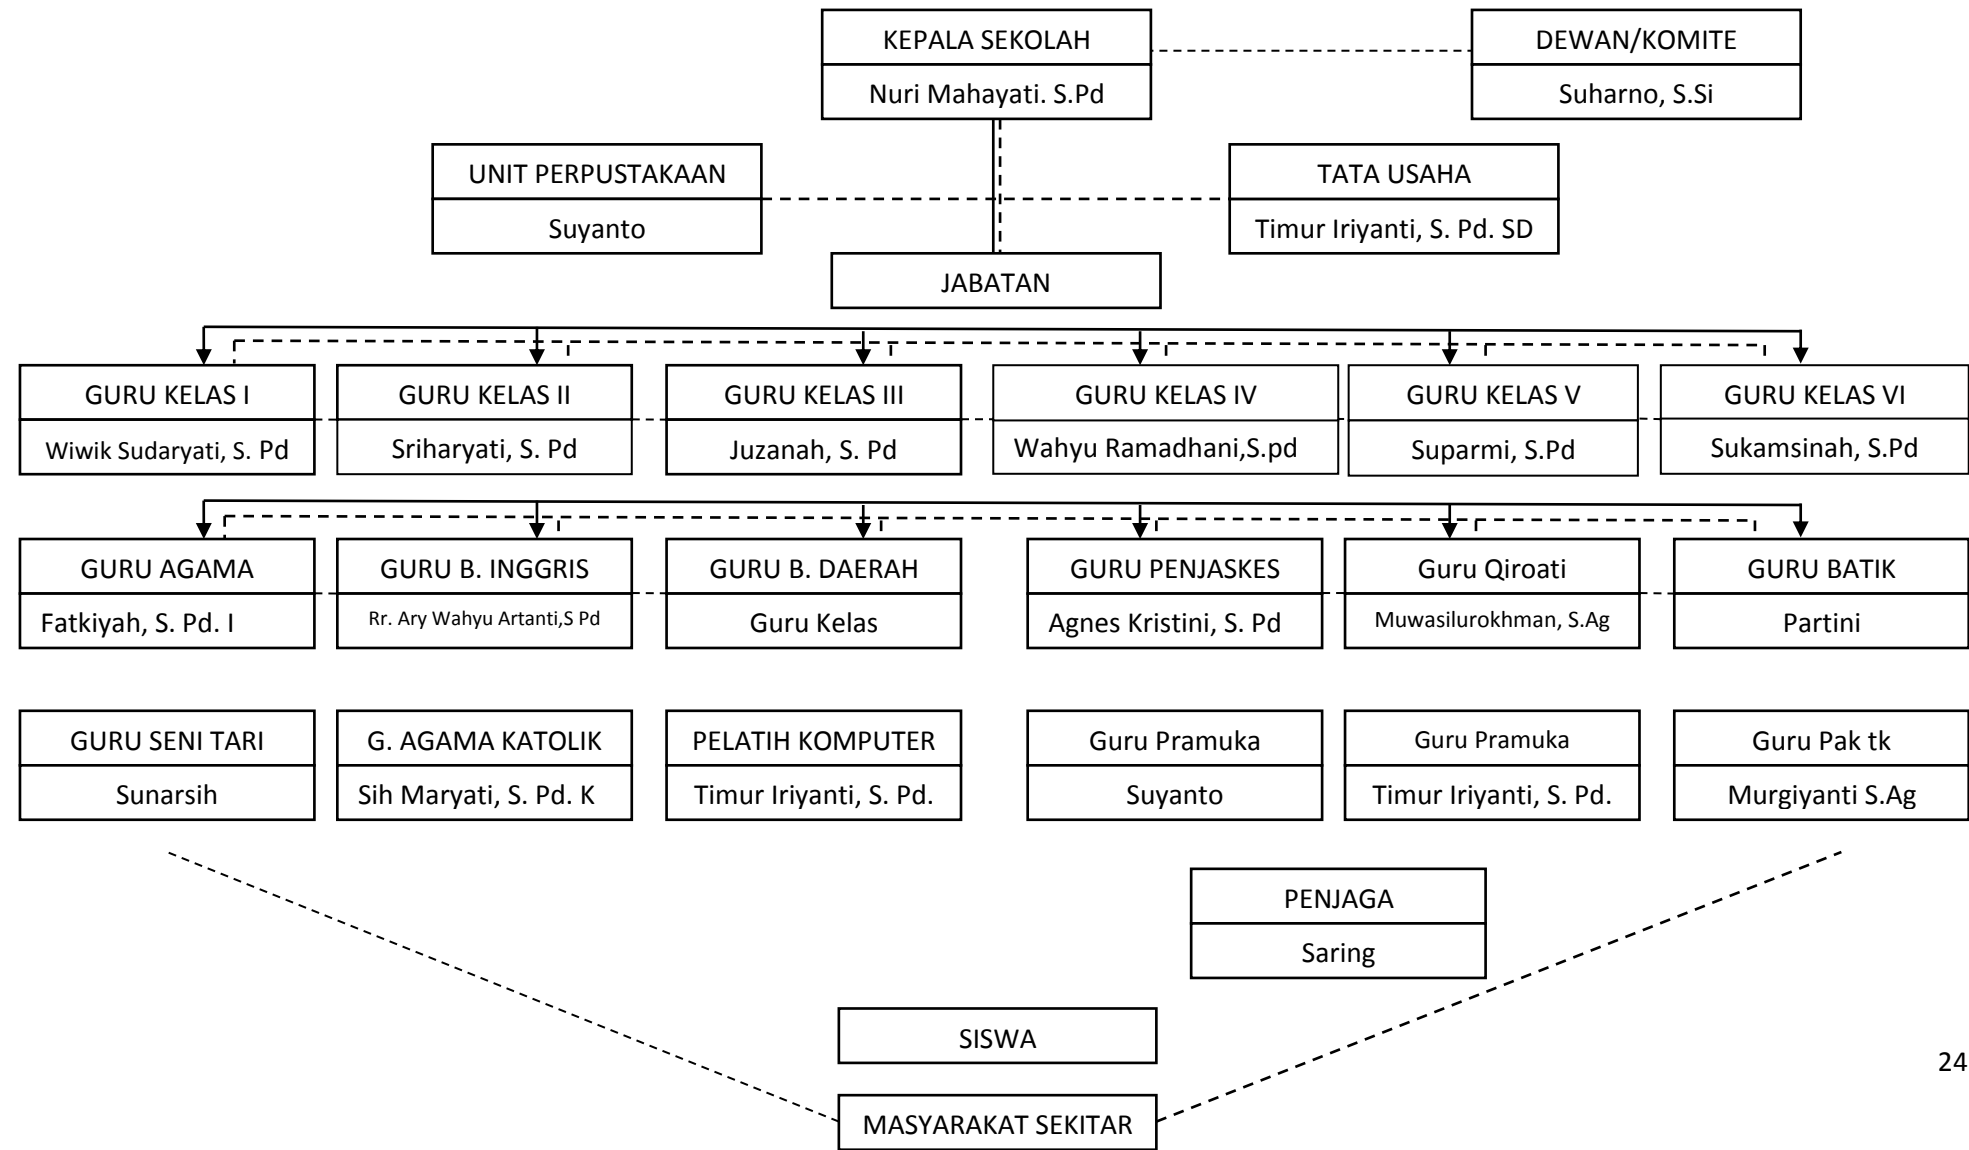 KEPALA SEKOLAH
Nuri Mahayati. S.Pd
DEWAN/KOMITE
Suharno, S.Si
UNIT PERPUSTAKAAN
Suyanto
TATA USAHA
Timur Iriyanti, S. Pd. SD
JABATAN
GURU KELAS I
Wiwik Sudaryati, S. Pd
GURU KELAS II
Sriharyati, S. Pd
GURU KELAS III
Juzanah, S. Pd
GURU KELAS IV
Wahyu Ramadhani,S.pd
GURU KELAS V
Suparmi, S.Pd
GURU KELAS VI
Sukamsinah, S.Pd
GURU AGAMA
Fatkiyah, S. Pd. I
GURU B. INGGRIS
Rr. Ary Wahyu Artanti,S Pd
GURU B. DAERAH
Guru Kelas
GURU PENJASKES
Agnes Kristini, S. Pd
Guru Qiroati
Muwasilurokhman, S.Ag
GURU BATIK
Partini
GURU SENI TARI
Sunarsih
G. AGAMA KATOLIK
Sih Maryati, S. Pd. K
PELATIH KOMPUTER
Timur Iriyanti, S. Pd.
Guru Pramuka
Suyanto
Guru Pramuka
Timur Iriyanti, S. Pd.
Guru Pak tk
Murgiyanti S.Ag
PENJAGA
Saring
SISWA
24
MASYARAKAT SEKITAR